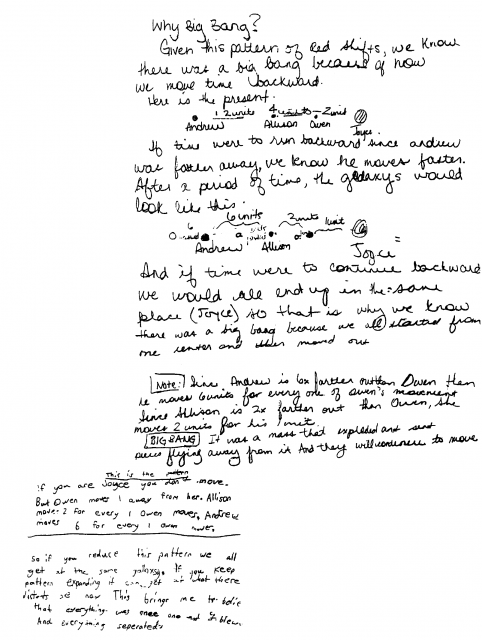 Why Big Bang?
Given this pattern of Red Shifts, we know
there was a big bang because of how
we move time backward.
Here is the present.
12 units 4 units 2 unit
Andrew Allison Owen Joyce
If time were to run backward since andrew
was farther away, we know he moves faster.
After a period of time, the galaxys would
look like this.
6 units 2 units 1 unit
6
Andrew Allison Joyce
And if time were to continue backward
we would all end up in the same
place (Joyce) so that is why we know
there was a big bang because we all started from
one center and then moved out
Note: Since Andrew is 6x farther out than Owen then
he moves 6 units for every one of owen's movement
Since Allison is 2x farther out than Owen, she
moves 2 units for his 1 unit.
BIG BANG It was a mass that exploded and sent
pieces flying away from it And they will continue to move
This is the pattern
if you are Joyce you don't move.
But Owen moves 1 away from her. Allison
moves 2 for every 1 Owen moves, Andrew
moves 6 for every 1 owen moves.
So if you reduce this pattern we all
get at the same galaxy. If you keep
pattern expanding it get at what there
now This brings me to
that everything was once one and
And everything seperated